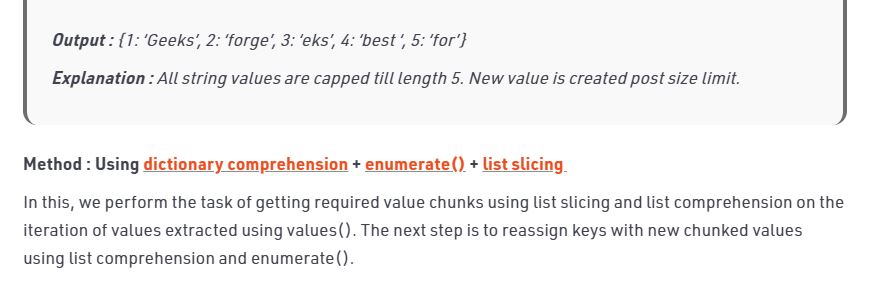 Output : {1: ‘Geeks’, 2: ‘forge’, 3: ‘eks’, 4: ‘best ‘, 5: ‘for’}
Explanation : All string values are capped till length 5. New value is created post size limit.
Method : Using dictionary comprehension + enumerate() + list slicing
In this, we perform the task of getting required value chunks using list slicing and list comprehension on the
iteration of values extracted using values(). The next step is to reassign keys with new chunked values
using list comprehension and enumerate().